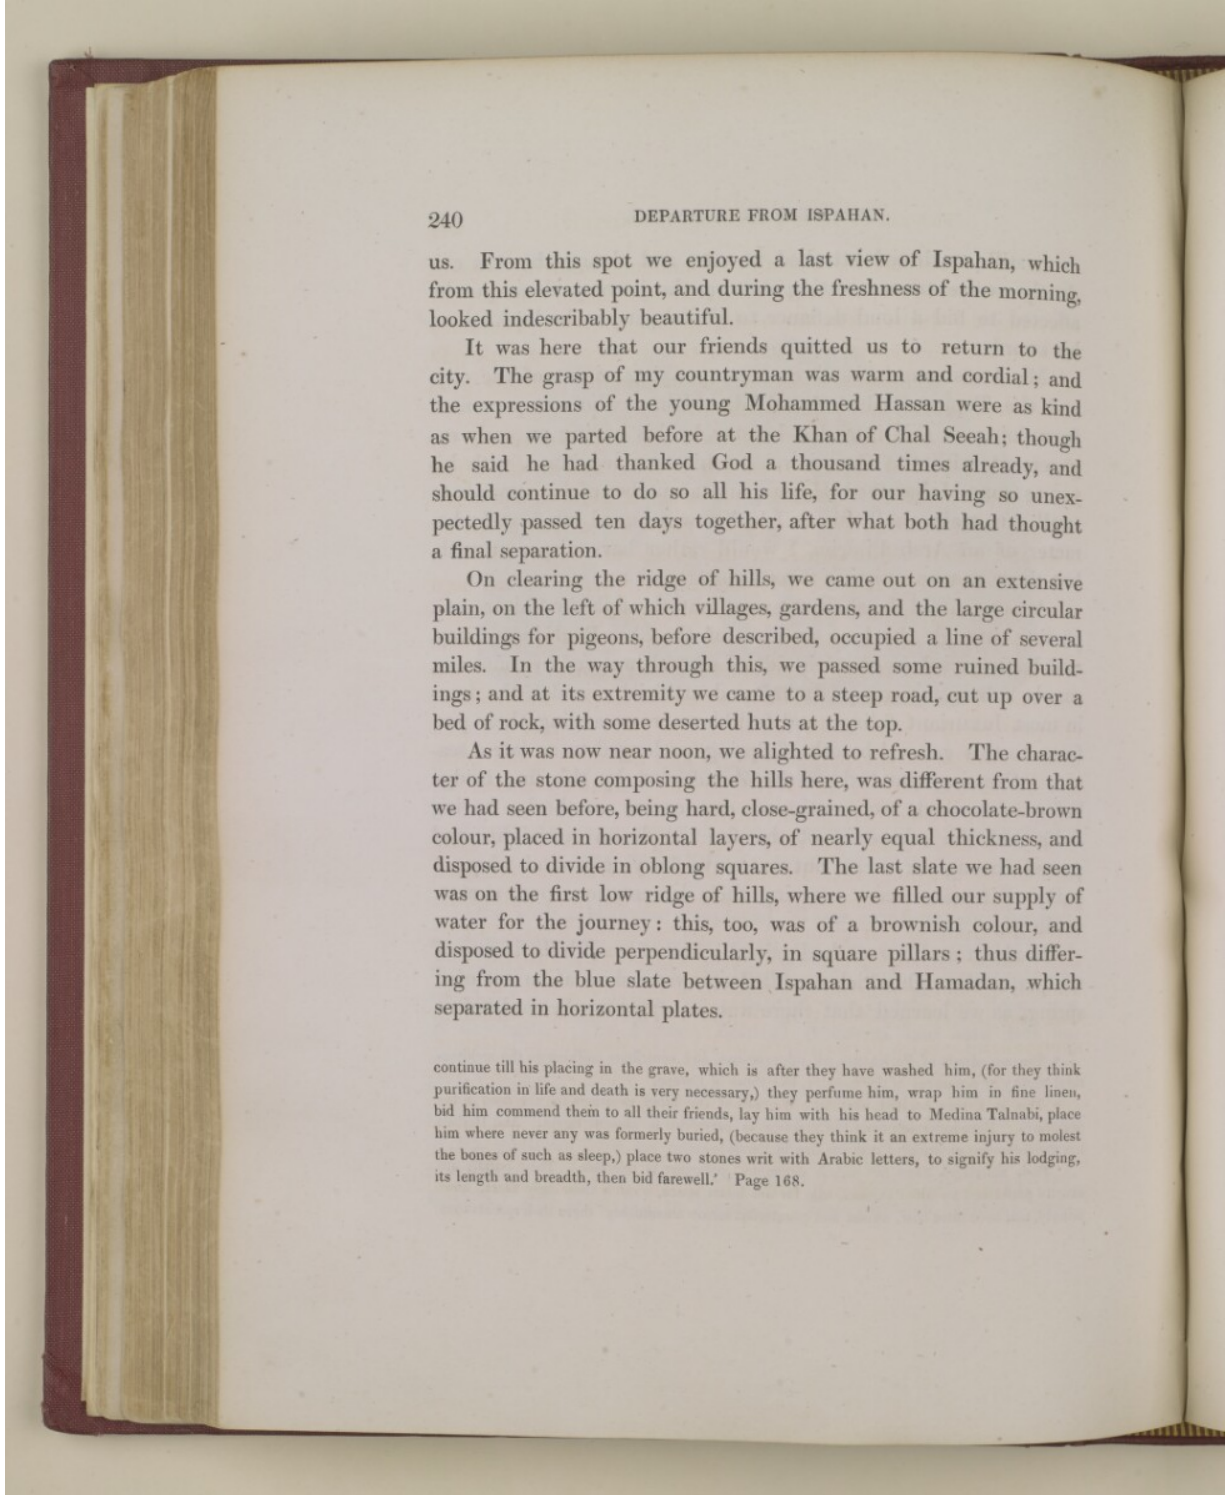 240 DEPARTURE FROM ISPAHAN.
us. From this spot we enjoyed a last view of Ispahan, which
from this elevated point, and during the freshness of the morning,
looked indescribably beautiful.
It was here that our friends quitted us to return to the
city. The grasp of my countryman was warm and cordial; and
the expressions of the young Mohammed Hassan were as kind
as when we parted before at the Khan of Chal Seeah; though
he said he had thanked God a thousand times already, and
should continue to do so all his life, for our having so unex-
pectedly passed ten days together, after what both had thought
a final separation.
On clearing the ridge of hills, we came out on an extensive
plain, on the left of which villages, gardens, and the large circular
buildings for pigeons, before described, occupied a line of several
miles. In the way through this, we passed some ruined build-
ings; and at its extremity we came to a steep road, cut up over a
bed of rock, with some deserted huts at the top.
As it was now near noon, we alighted to refresh. The charac-
ter of the stone composing the hills here, was different from that
we had seen before, being hard, close-grained, of a chocolate-brown
colour, placed in horizontal layers, of nearly equal thickness, and
disposed to divide in oblong squares. The last slate we had seen
was on the first low ridge of hills, where we filled our supply of
water for the journey: this, too, was of a brownish colour, and
disposed to divide perpendicularly, in square pillars; thus differ-
ing from the blue slate between Ispahan and Hamadan, which
separated in horizontal plates.
continue till his placing in the grave, which is after they have washed him, (for they think
purification in life and death is very necessary,) they perfume him, wrap him in fine linen,
bid him commend them to all their friends, lay him with his head to Medina Talnabi, place
him where never any was formerly buried, (because they think it an extreme injury to molest
the bones of such as sleep,) place two stones writ with Arabic letters, to signify his lodging,
its length and breadth, then bid farewell.' Page 168.